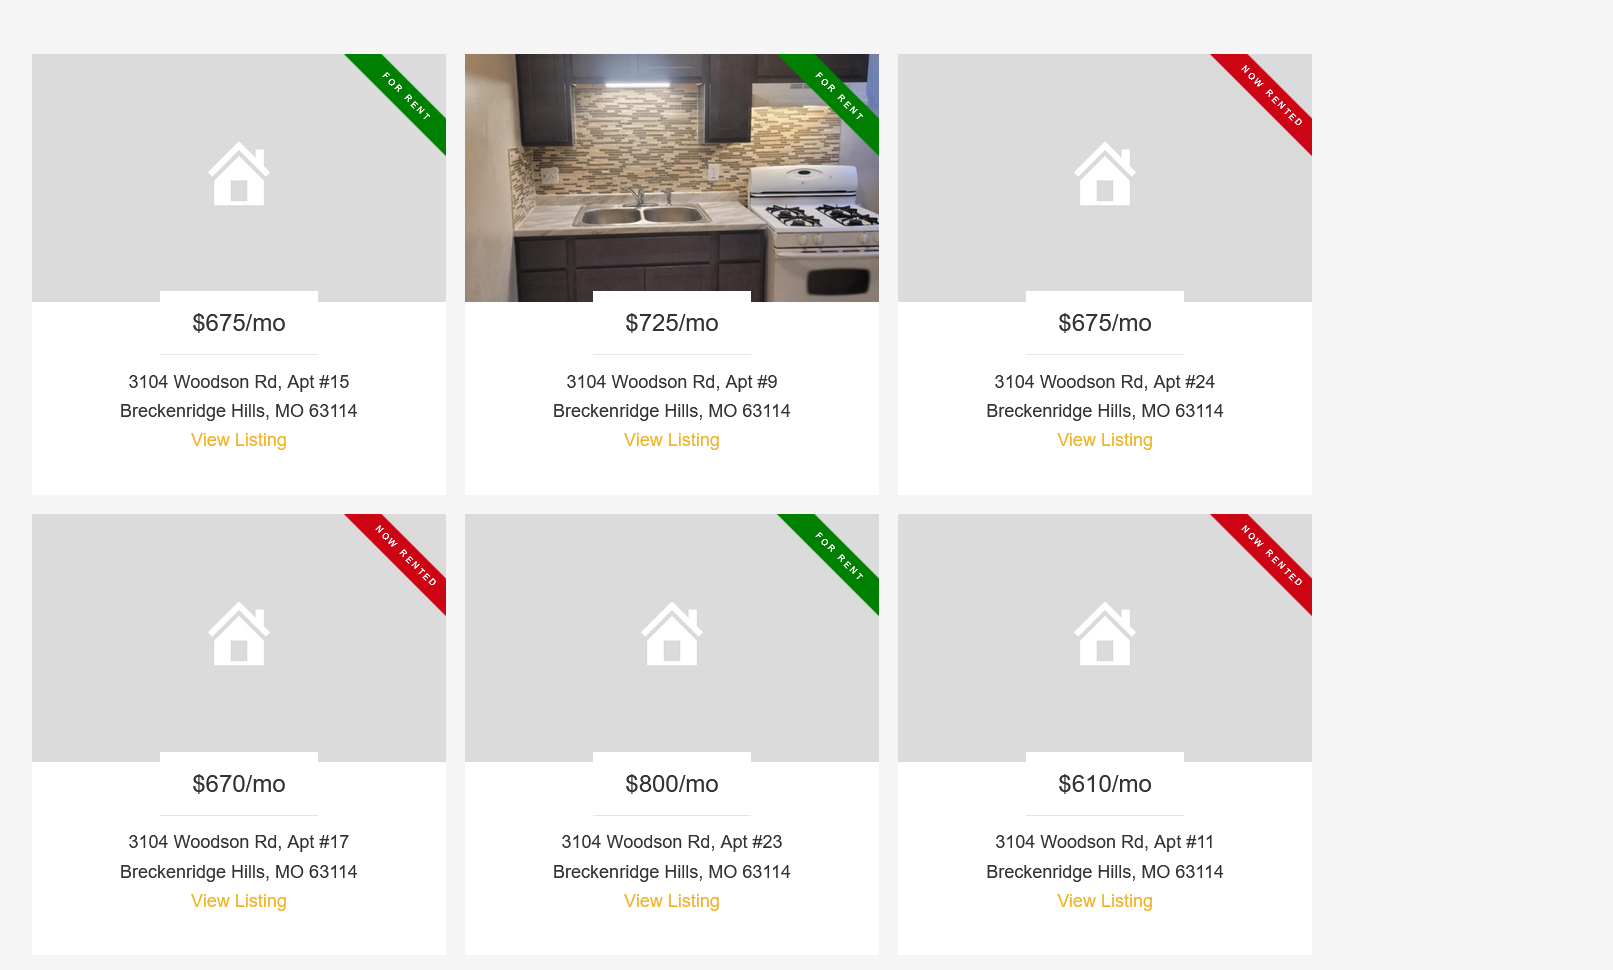 FOR RENT
$675/mo
3104 Woodson Rd, Apt #15
Breckenridge Hills, MO 63114
View Listing
FOR RENT
$725/mo
3104 Woodson Rd, Apt #9
Breckenridge Hills, MO 63114
View Listing
NOW RENTED
$675/mo
3104 Woodson Rd, Apt #24
Breckenridge Hills, MO 63114
View Listing
NOW RENTED
$670/mo
3104 Woodson Rd, Apt #17
Breckenridge Hills, MO 63114
View Listing
FOR RENT
$800/mo
3104 Woodson Rd, Apt #23
Breckenridge Hills, MO 63114
View Listing
NOW RENTED
$610/mo
3104 Woodson Rd, Apt #11
Breckenridge Hills, MO 63114
View Listing